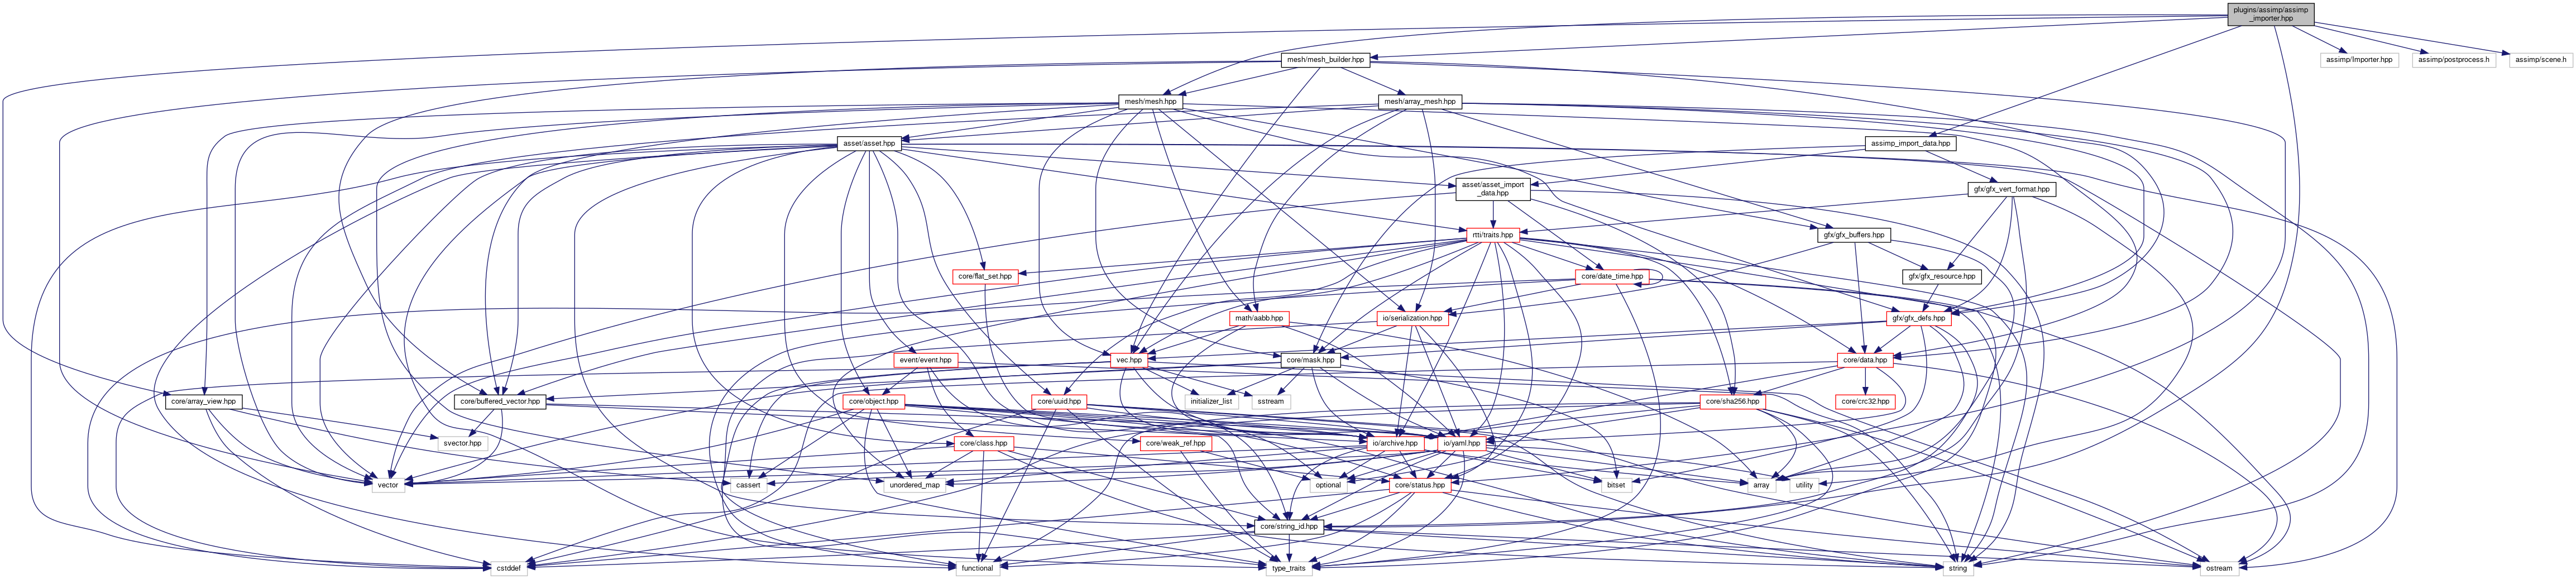 plugins/assimp/assimp
_importer.hpp
mesh/mesh_builder.hpp
assimp/Importer.hpp
assimp/postprocess.h
assimp/scene.h
mesh/mesh.hpp
mesh/array_mesh.hpp
asset/asset.hpp
assimp_import_data.hpp
asset/asset_import
_data.hpp
gfx/gfx_vert_format.hpp
rtti/traits.hpp
gfx/gfx_buffers.hpp
core/flat_set.hpp
core/date_time.hpp
gfx/gfx_resource.hpp
math/aabb.hpp
io/serialization.hpp
gfx/gfx_defs.hpp
event/event.hpp
vec.hpp
core/mask.hpp
core/data.hpp
core/array_view.hpp
core/buffered_vector.hpp
core/object.hpp
core/uuid.hpp
initializer_list
sstream
core/sha256.hpp
core/crc32.hpp
svector.hpp
core/class.hpp
core/weak_ref.hpp
io/archive.hpp
io/yaml.hpp
vector
cassert
unordered_map
optional
core/status.hpp
bitset
array
utility
core/string_id.hpp
cstddef
functional
type_traits
string
ostream